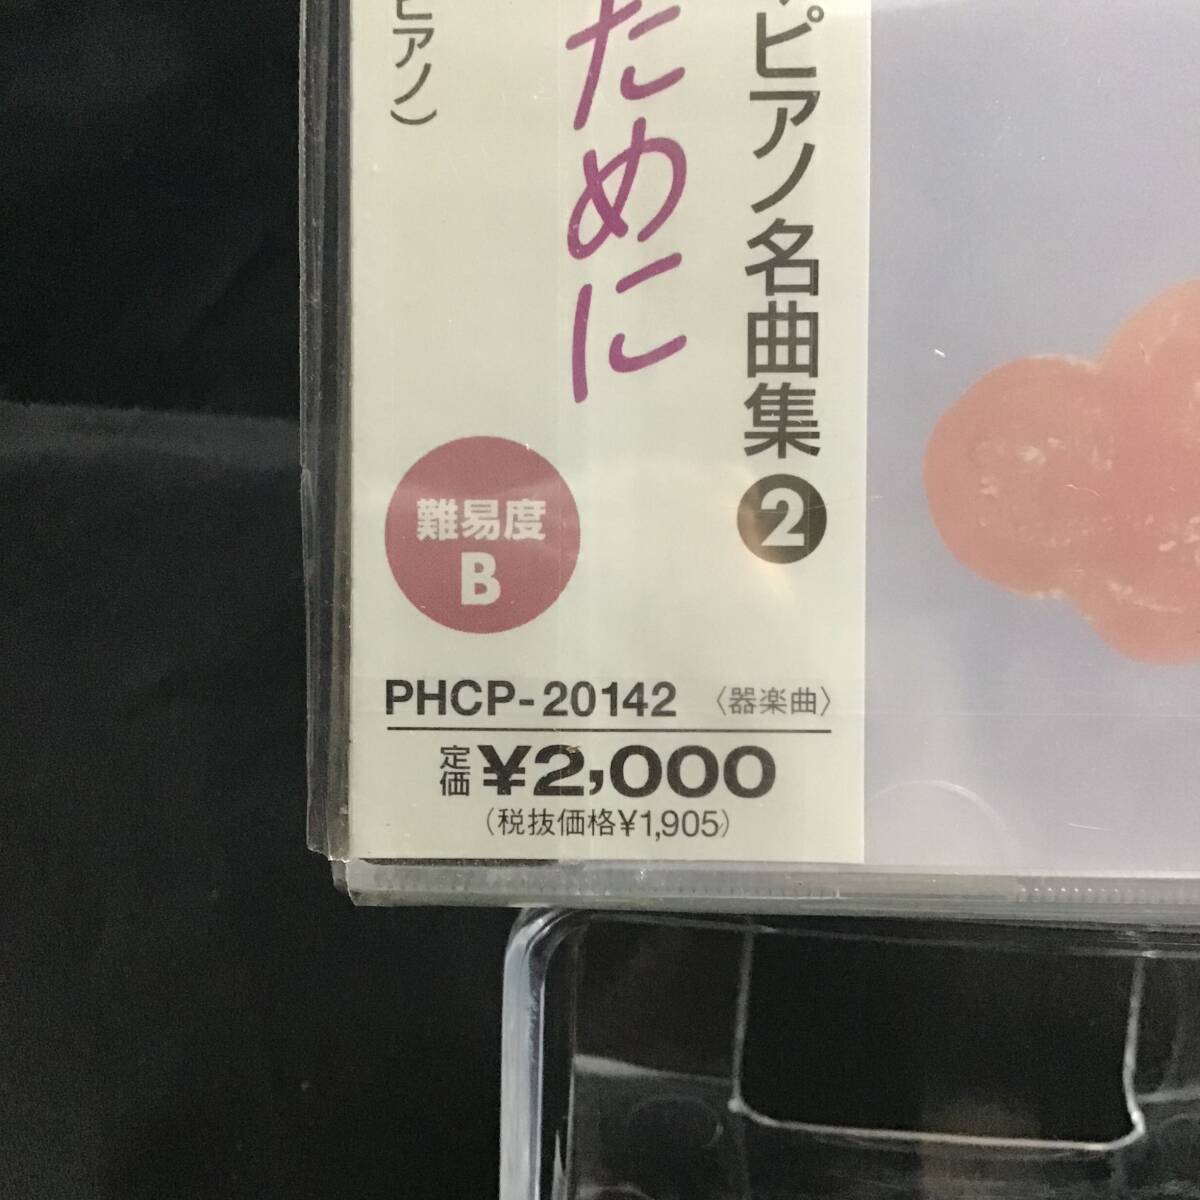 ピアノ名曲集 2
ために
ピアノ)
難易度
B
PHCP-20142 〈器楽曲〉
定価 ¥2,000
(税抜価格¥1,905)